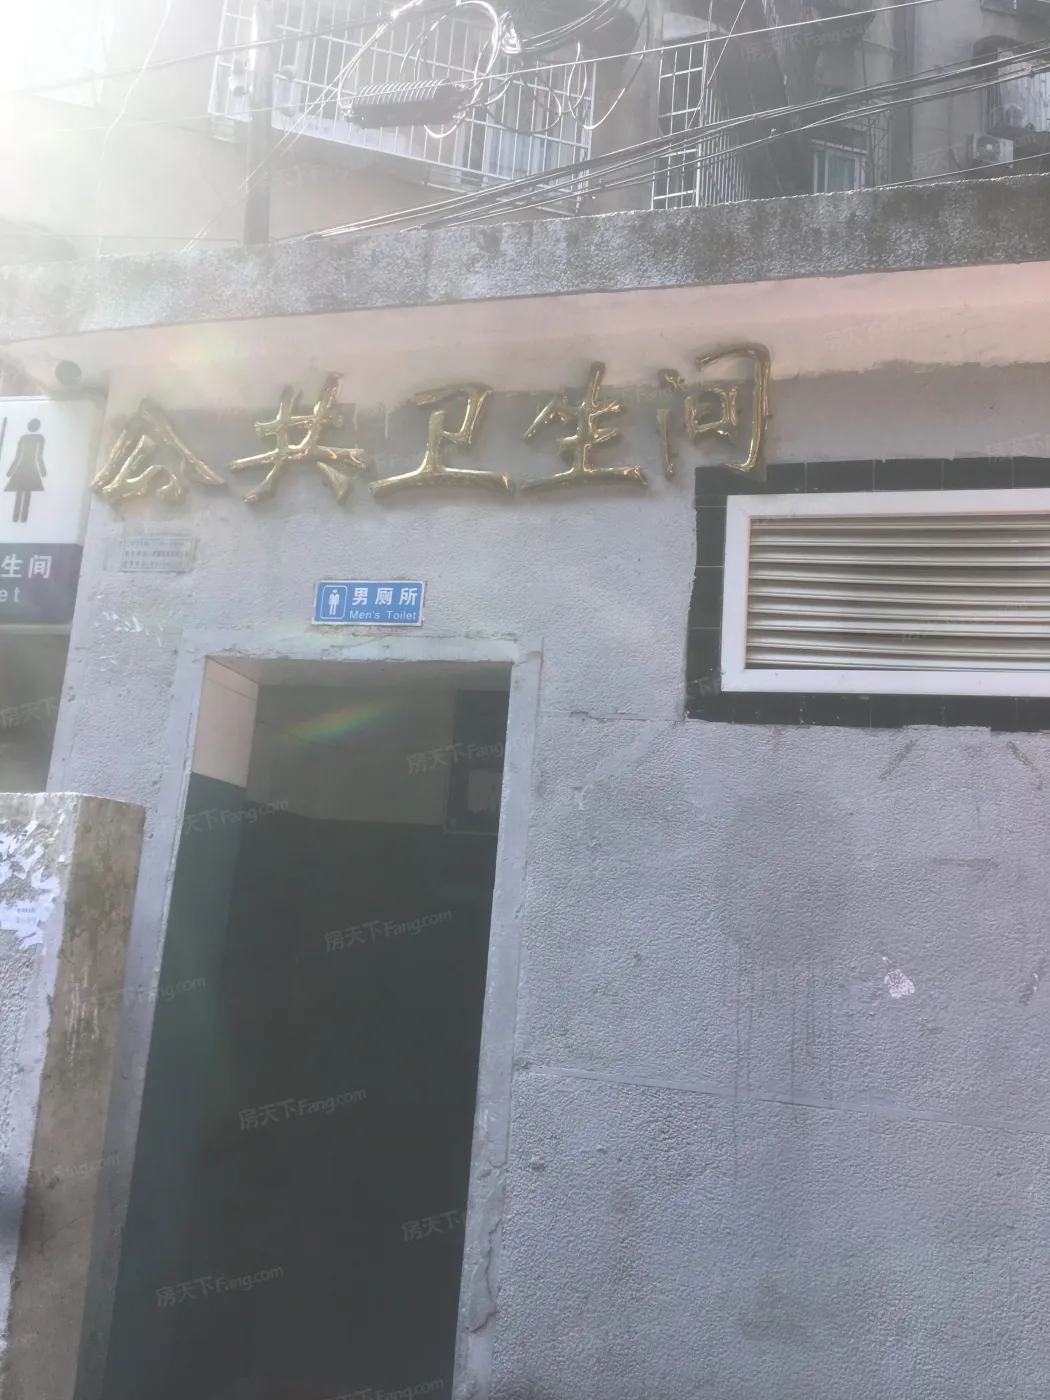 公共卫生间
男厕所
Men's Toilet
生间
et
房天下Fang.com